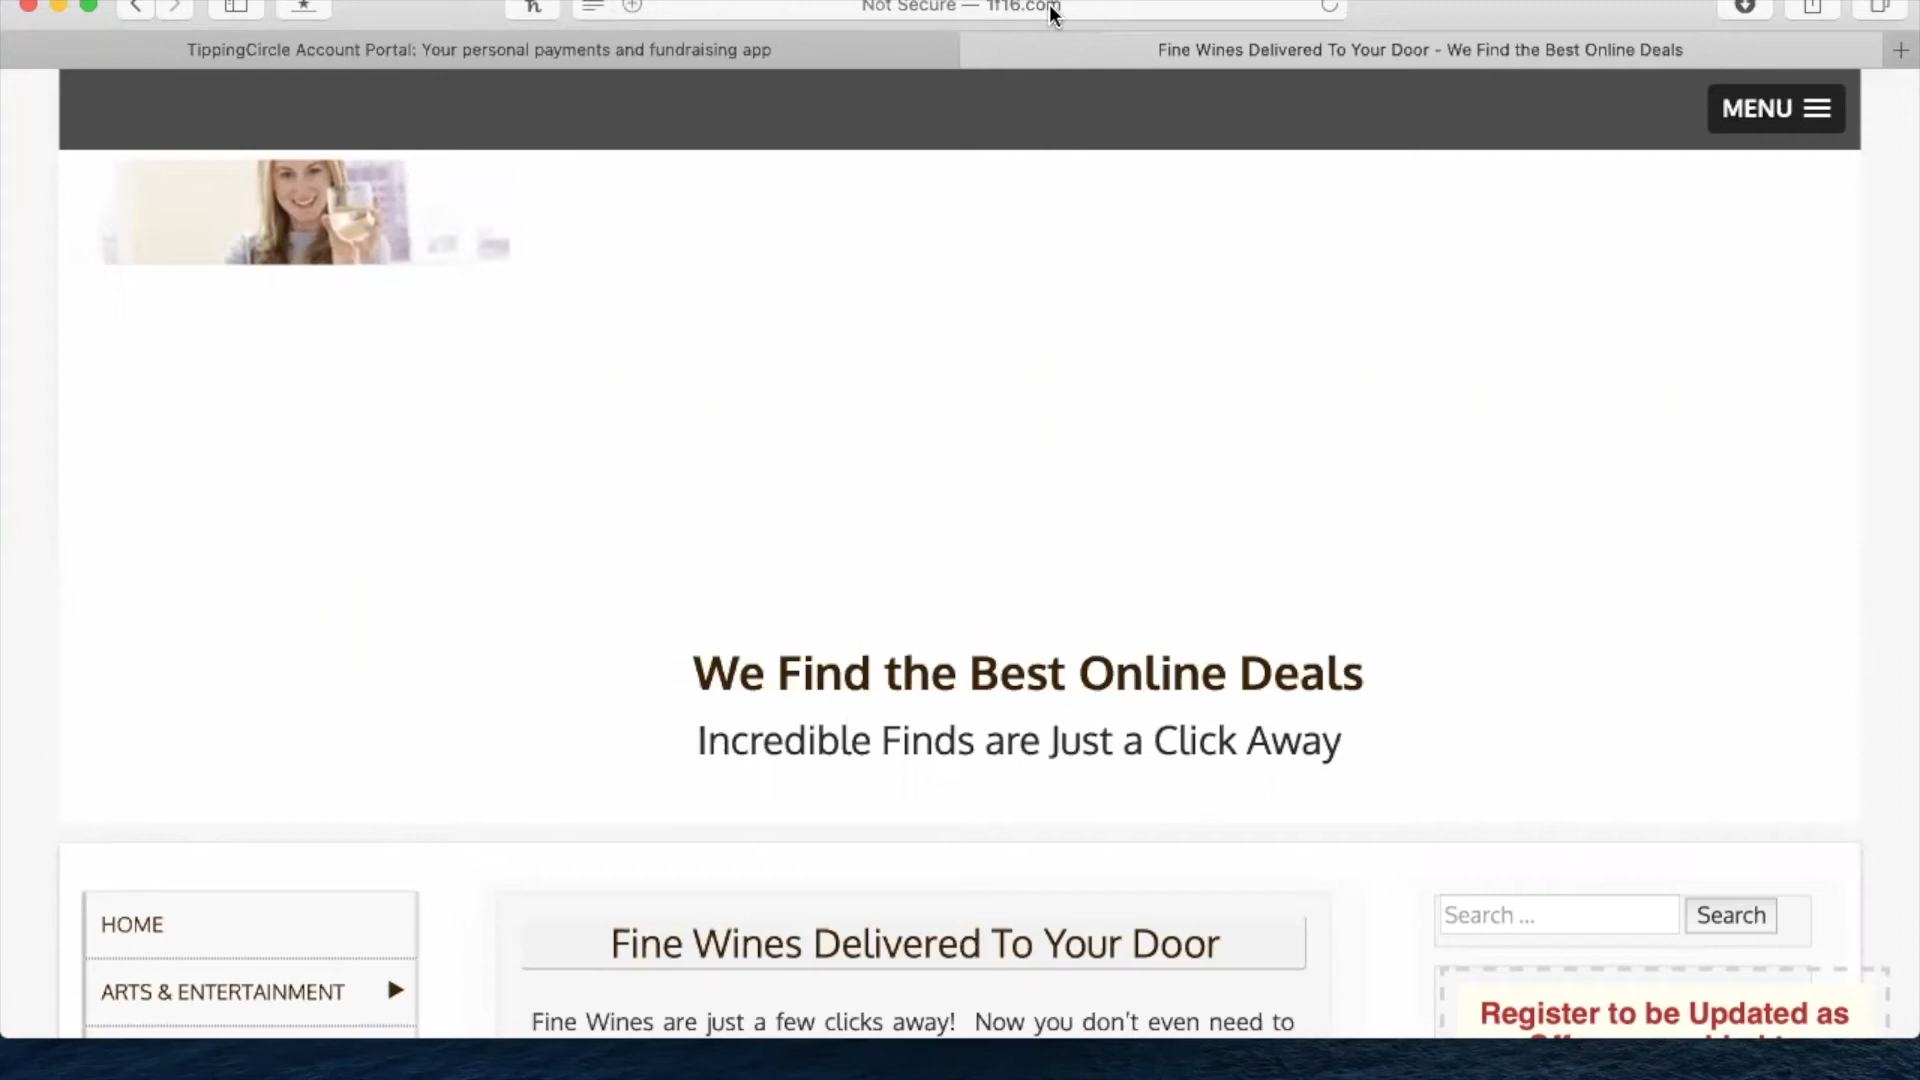 Not Secure — 1f16.com
TippingCircle Account Portal: Your personal payments and fundraising app
Fine Wines Delivered To Your Door - We Find the Best Online Deals
MENU
We Find the Best Online Deals
Incredible Finds are Just a Click Away
HOME
ARTS & ENTERTAINMENT
Fine Wines Delivered To Your Door
Fine Wines are just a few clicks away! Now you don't even need to
Search ...
Search
Register to be Updated as